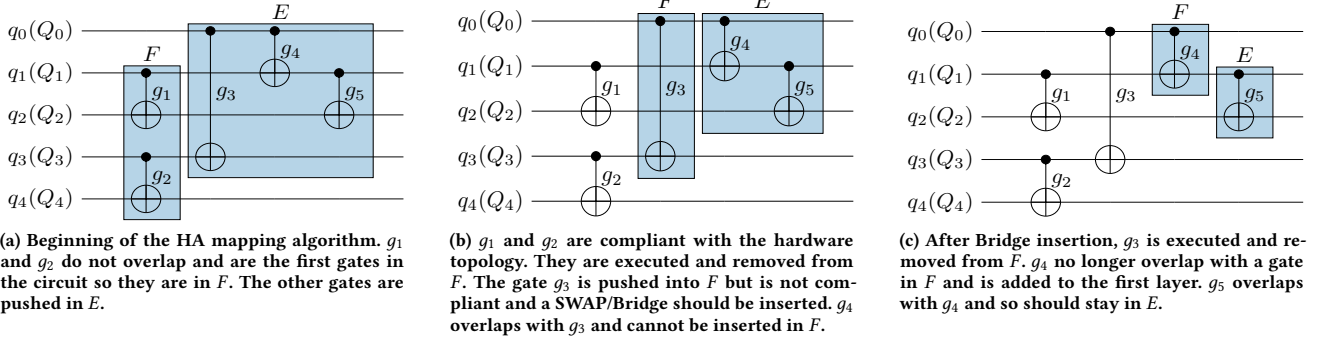 E
q0(Q0)
F
g4
q1(Q1)
g1
g3
g5
q2(Q2)
q3(Q3)
g2
q4(Q4)
(a) Beginning of the HA mapping algorithm. g1
and g2 do not overlap and are the first gates in
the circuit so they are in F. The other gates are
pushed in E.
F
E
q0(Q0)
g4
q1(Q1)
g1
g3
g5
q2(Q2)
q3(Q3)
g2
q4(Q4)
(b) g1 and g2 are compliant with the hardware
topology. They are executed and removed from
F. The gate g3 is pushed into F but is not com-
pliant and a SWAP/Bridge should be inserted. g4
overlaps with g3 and cannot be inserted in F.
F
q0(Q0)
g4
E
q1(Q1)
g1
g3
g5
q2(Q2)
q3(Q3)
g2
q4(Q4)
(c) After Bridge insertion, g3 is executed and re-
moved from F. g4 no longer overlap with a gate
in F and is added to the first layer. g5 overlaps
with g4 and so should stay in E.